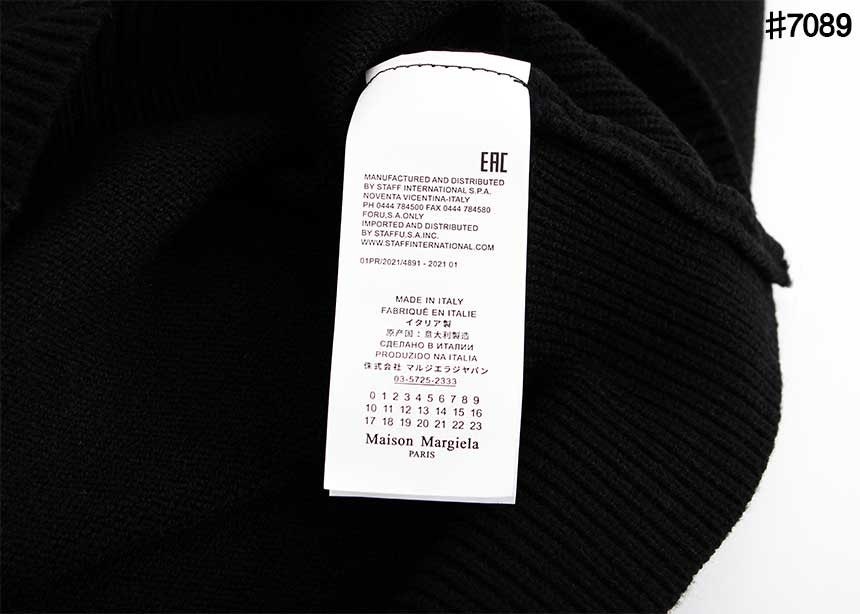 #7089
EAC
MANUFACTURED AND DISTRIBUTED
BY STAFF INTERNATIONAL S.P.A.
NOVENTA VICENTINA-ITALY
PH 0444 784500 FAX 0444 784580
FORU,S.A.ONLY
IMPORTED AND DISTRIBUTED
BY STAFFU,S.A.INC.
WWW.STAFFINTERNATIONAL.COM
01PR/2021/4891 - 2021 01
MADE IN ITALY
FABRIQUÉ EN ITALIE
イタリア製
原产国：意大利製造
СДЕЛАНО В ИТАЛИИ
PRODUZIDO NA ITALIA
株式会社 マルジエラジャパン
03-5725-2333
0 1 2 3 4 5 6 7 8 9
10 11 12 13 14 15 16
17 18 19 20 21 22 23
Maison Margiela
PARIS